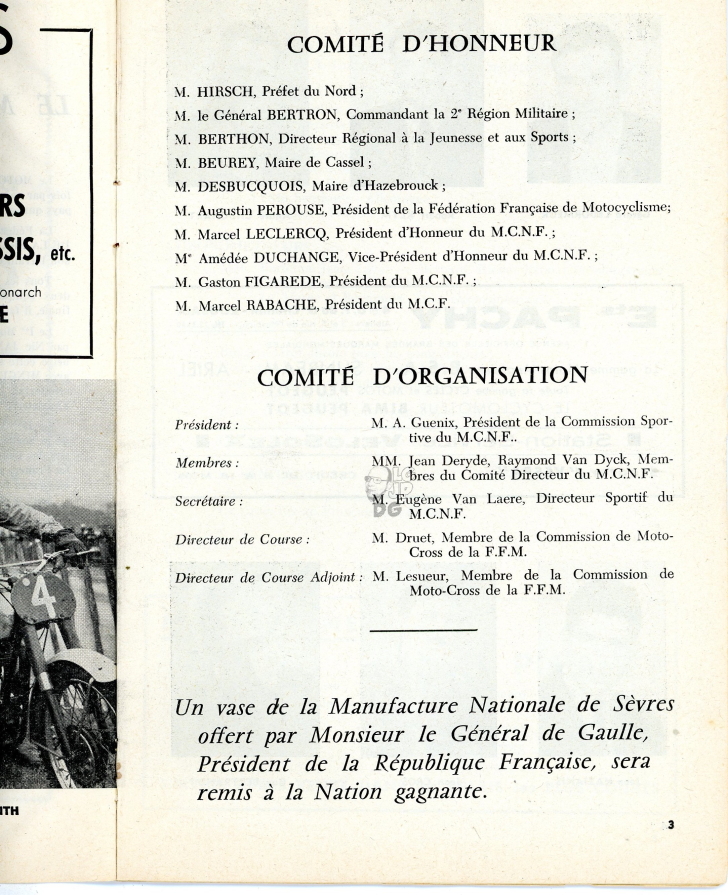 S
RS
SSIS, etc.
onarch
E
ITH
COMITÉ D'HONNEUR
M. HIRSCH, Préfet du Nord ;
M. le Général BERTRON, Commandant la 2e Région Militaire ;
M. BERTHON, Directeur Régional à la Jeunesse et aux Sports ;
M. BEUREY, Maire de Cassel ;
M. DESBUCQUOIS, Maire d'Hazebrouck ;
M. Augustin PEROUSE, Président de la Fédération Française de Motocyclisme;
M. Marcel LECLERCQ, Président d'Honneur du M.C.N.F. ;
Me Amédée DUCHANGE, Vice-Président d'Honneur du M.C.N.F. ;
M. Gaston FIGAREDE, Président du M.C.N.F. ;
M. Marcel RABACHE, Président du M.C.F.
COMITÉ D'ORGANISATION
Président : M. A. Guenix, Président de la Commission Spor-
tive du M.C.N.F..
Membres : MM. Jean Deryde, Raymond Van Dyck, Mem-
bres du Comité Directeur du M.C.N.F.
Secrétaire : M. Eugène Van Laere, Directeur Sportif du
M.C.N.F.
Directeur de Course : M. Druet, Membre de la Commission de Moto-
Cross de la F.F.M.
Directeur de Course Adjoint : M. Lesueur, Membre de la Commission de
Moto-Cross de la F.F.M.
4
DG
Un vase de la Manufacture Nationale de Sèvres
offert par Monsieur le Général de Gaulle,
Président de la République Française, sera
remis à la Nation gagnante.
3